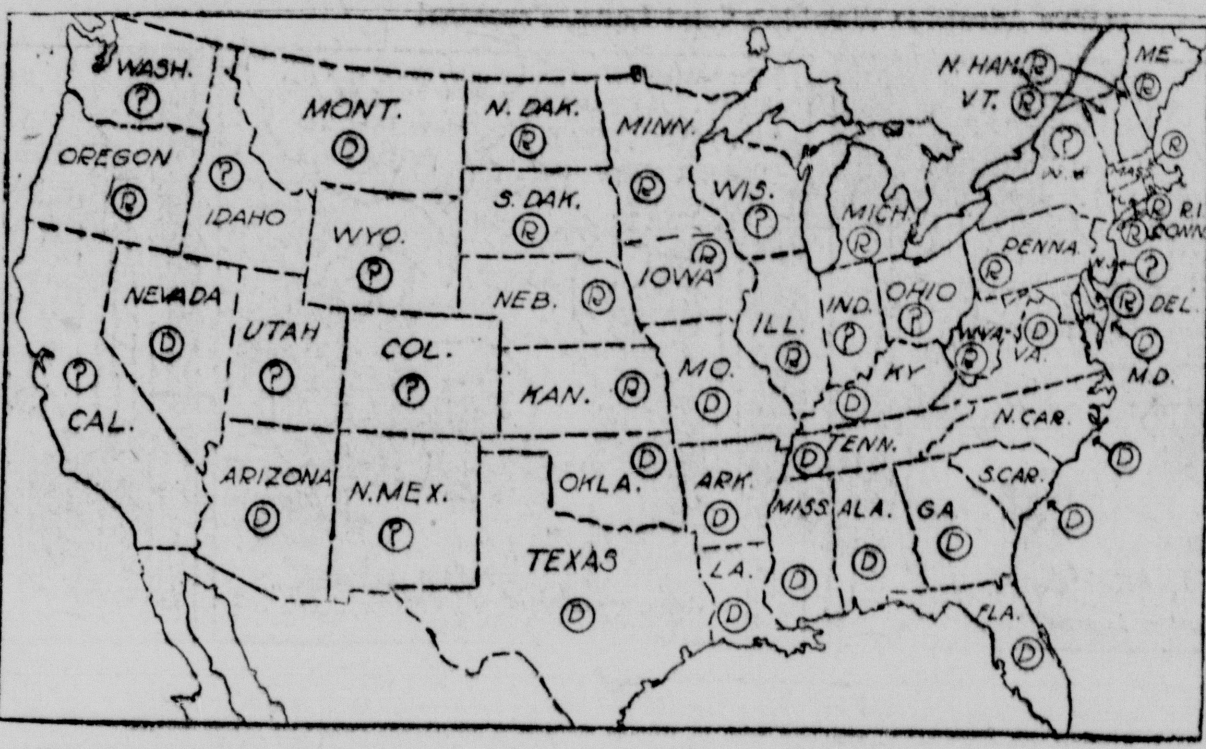 WASH.
?
OREGON
R
IDAHO
?
MONT.
D
WYO.
?
N. DAK.
R
S. DAK.
R
NEB.
R
KAN.
R
MINN.
R
IOWA
R
WIS.
?
MICH.
R
ILL.
R
IND.
?
OHIO
?
NEVADA
D
UTAH
?
COL.
?
CAL.
?
ARIZONA
D
N.MEX.
?
TEXAS
D
OKLA.
D
MO.
D
ARK.
D
LA.
D
MISS.
D
ALA.
D
GA
D
FLA.
D
TENN.
D
KY
D
W.VA.
R
VA.
D
N.CAR.
D
S.CAR.
D
PENNA.
R
N.HAM.
R
VT.
R
ME
R
?
MASS.
R
R.I.
R
CONN.
R
N.J.
?
DEL.
R
M.D.
D